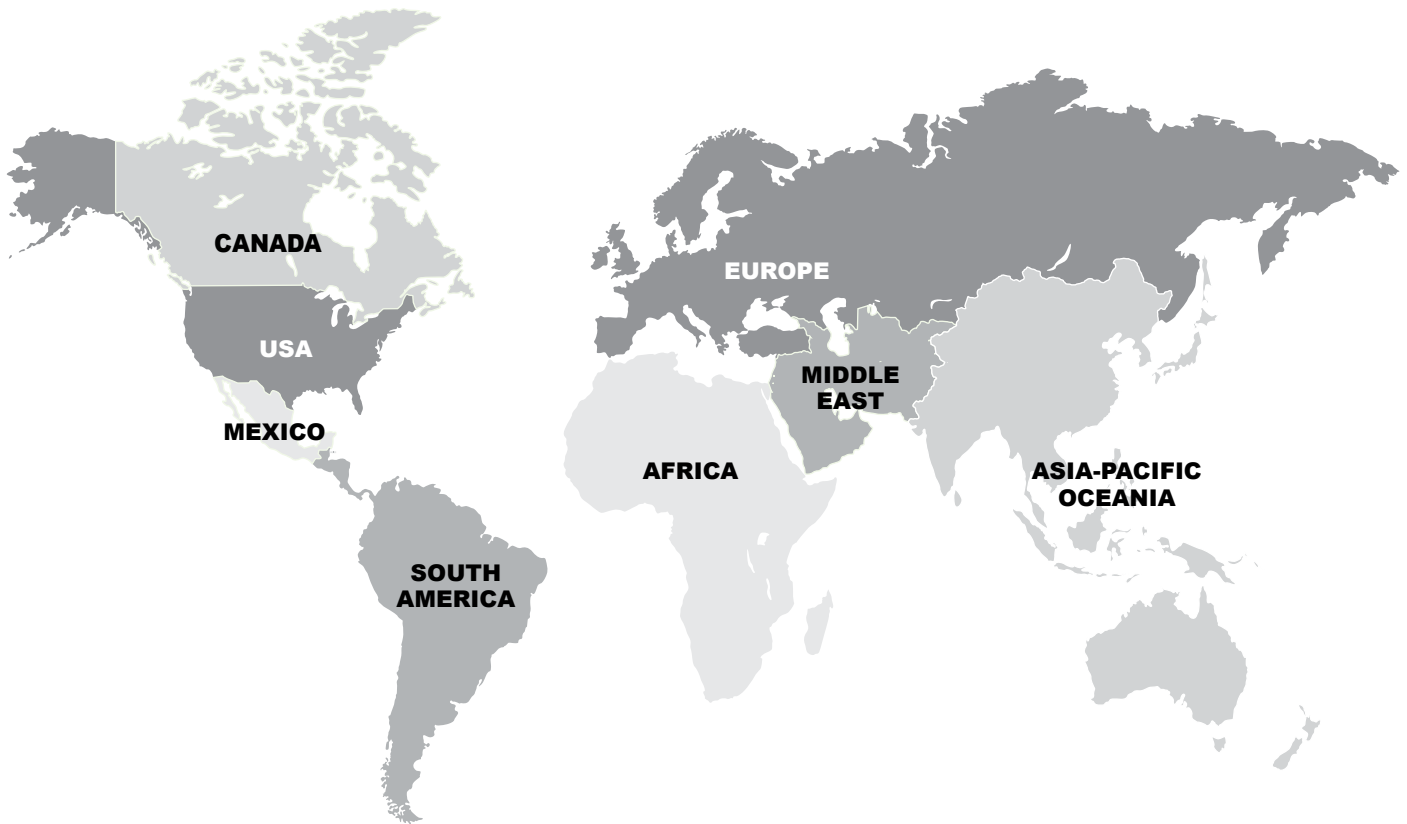 CANADA
EUROPE
USA
MIDDLE
EAST
MEXICO
AFRICA
ASIA-PACIFIC
OCEANIA
SOUTH
AMERICA